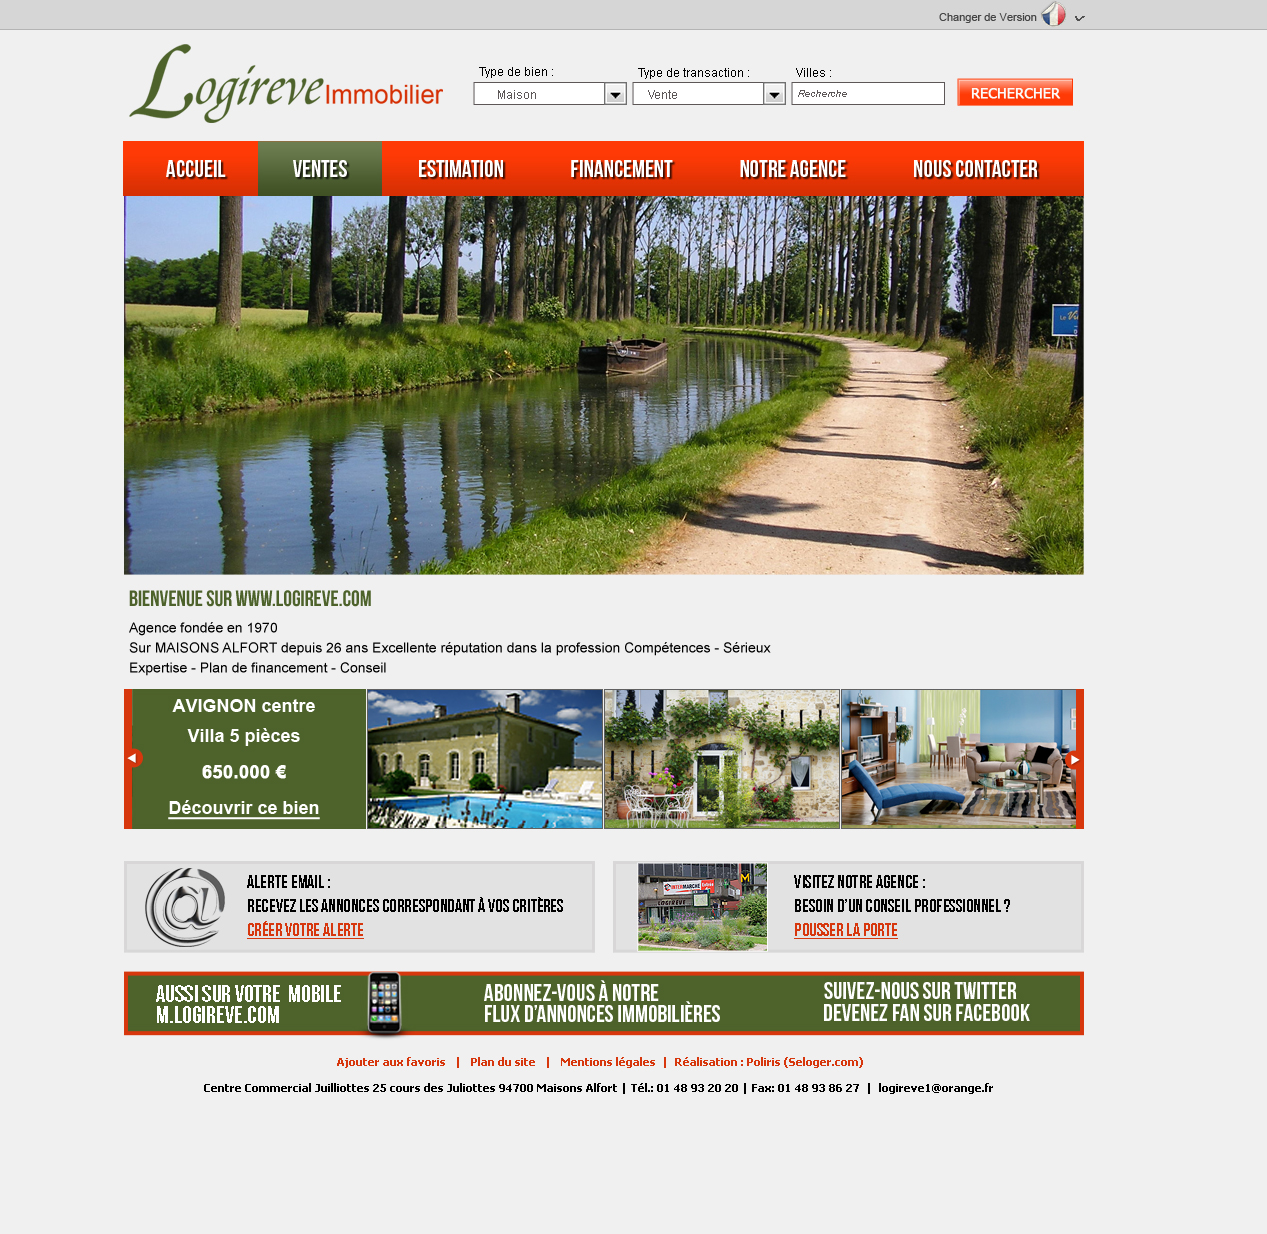 Changer de Version
Logireve Immobilier
Type de bien :
Type de transaction :
Villes :
Maison
Vente
Recherche
RECHERCHER
ACCUEIL
VENTES
ESTIMATION
FINANCEMENT
NOTRE AGENCE
NOUS CONTACTER
BIENVENUE SUR WWW.LOGIREVE.COM
Agence fondée en 1970
Sur MAISONS ALFORT depuis 26 ans Excellente réputation dans la profession Compétences - Sérieux
Expertise - Plan de financement - Conseil
AVIGNON centre
Villa 5 pièces
650.000 €
Découvrir ce bien
ALERTE EMAIL :
RECEVEZ LES ANNONCES CORRESPONDANT À VOS CRITÈRES
CRÉER VOTRE ALERTE
INTERMARCHE
LOGIREVE
VISITEZ NOTRE AGENCE :
BESOIN D'UN CONSEIL PROFESSIONNEL ?
POUSSER LA PORTE
AUSSI SUR VOTRE MOBILE
M.LOGIREVE.COM
ABONNEZ-VOUS À NOTRE
FLUX D'ANNONCES IMMOBILIÈRES
SUIVEZ-NOUS SUR TWITTER
DEVENEZ FAN SUR FACEBOOK
Ajouter aux favoris | Plan du site | Mentions légales | Réalisation : Poliris (Seloger.com)
Centre Commercial Juilliottes 25 cours des Juliottes 94700 Maisons Alfort | Tél.: 01 48 93 20 20 | Fax: 01 48 93 86 27 | logireve1@orange.fr